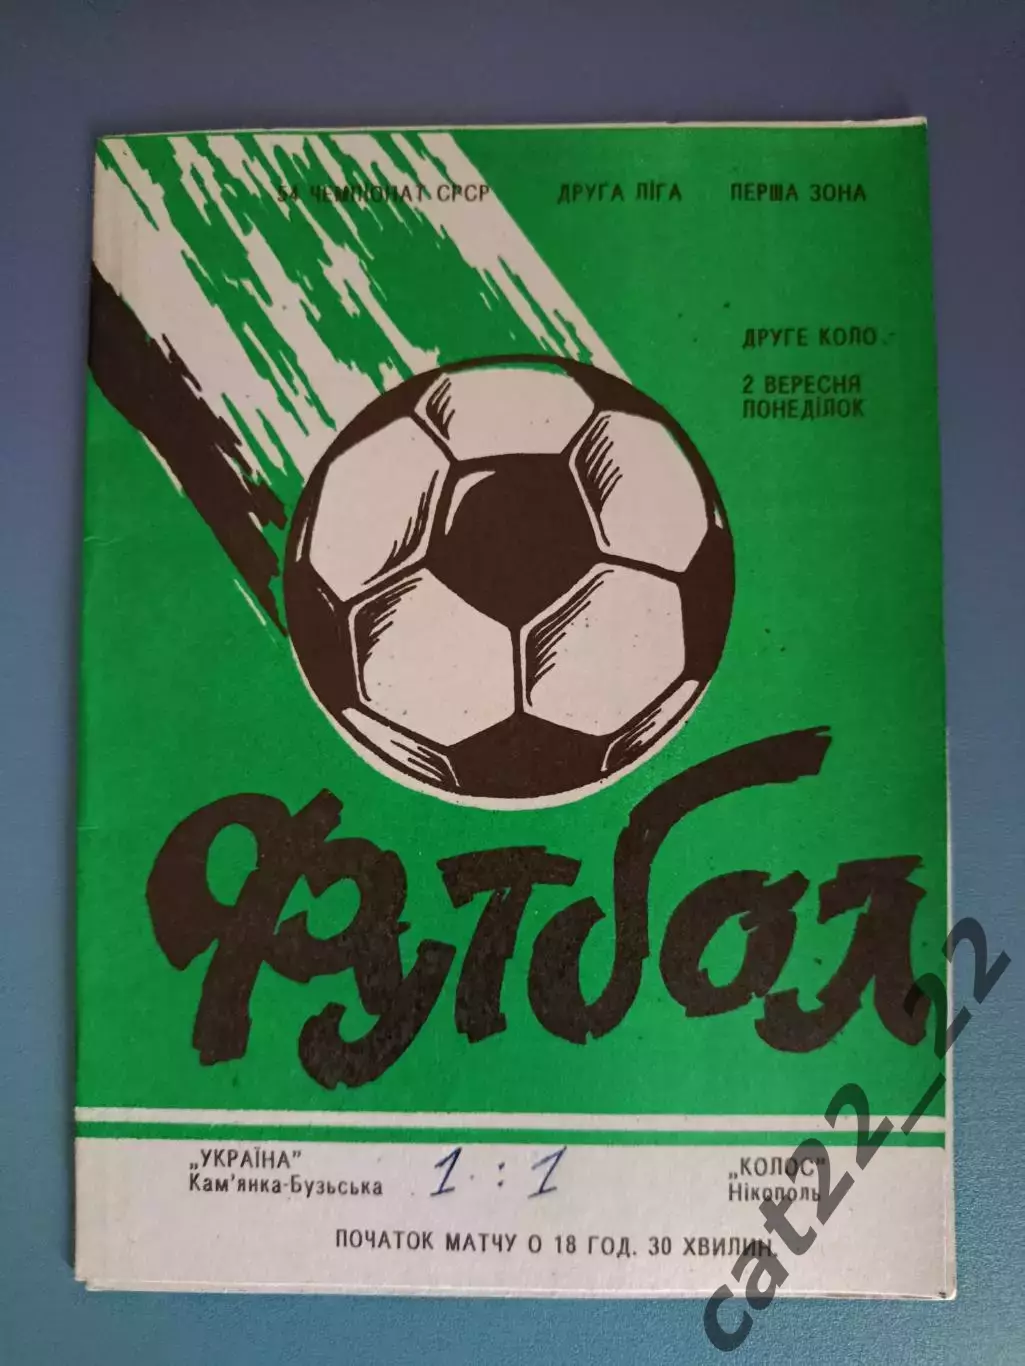 54 ЧЕМПІОНАТ СРСР ДРУГА ЛІГА ПЕРША ЗОНА
ДРУГЕ КОЛО
2 ВЕРЕСНЯ
ПОНЕДІЛОК
Футбол
„УКРАЇНА" 1 : 1 „КОЛОС"
Кам'янка-Бузьська Нікополь
ПОЧАТОК МАТЧУ О 18 ГОД. 30 ХВИЛИН.
cat22_22